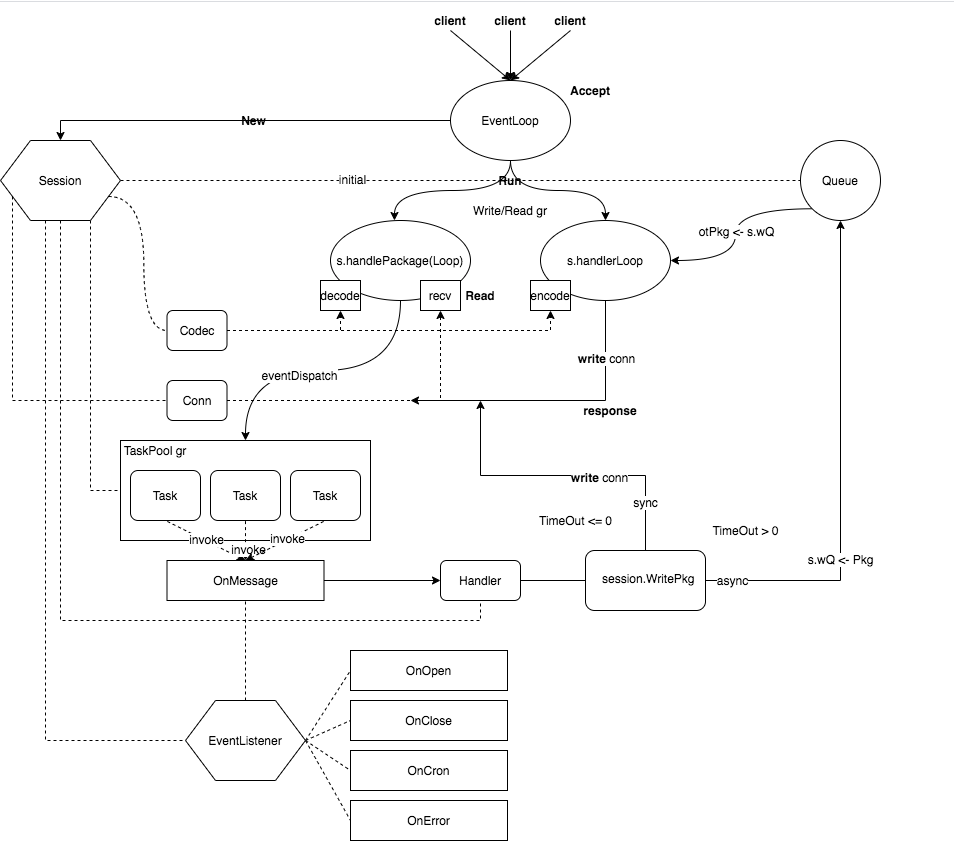 client
client
client
Accept
EventLoop
New
Session
initial
Run
Queue
Write/Read gr
otPkg <- s.wQ
s.handlePackage(Loop)
s.handlerLoop
decode
recv
Read
encode
Codec
write conn
eventDispatch
Conn
response
TaskPool gr
Task
Task
Task
write conn
sync
TimeOut <= 0
TimeOut > 0
invoke
invoke
invoke
s.wQ <- Pkg
OnMessage
Handler
session.WritePkg
async
OnOpen
OnClose
EventListener
OnCron
OnError